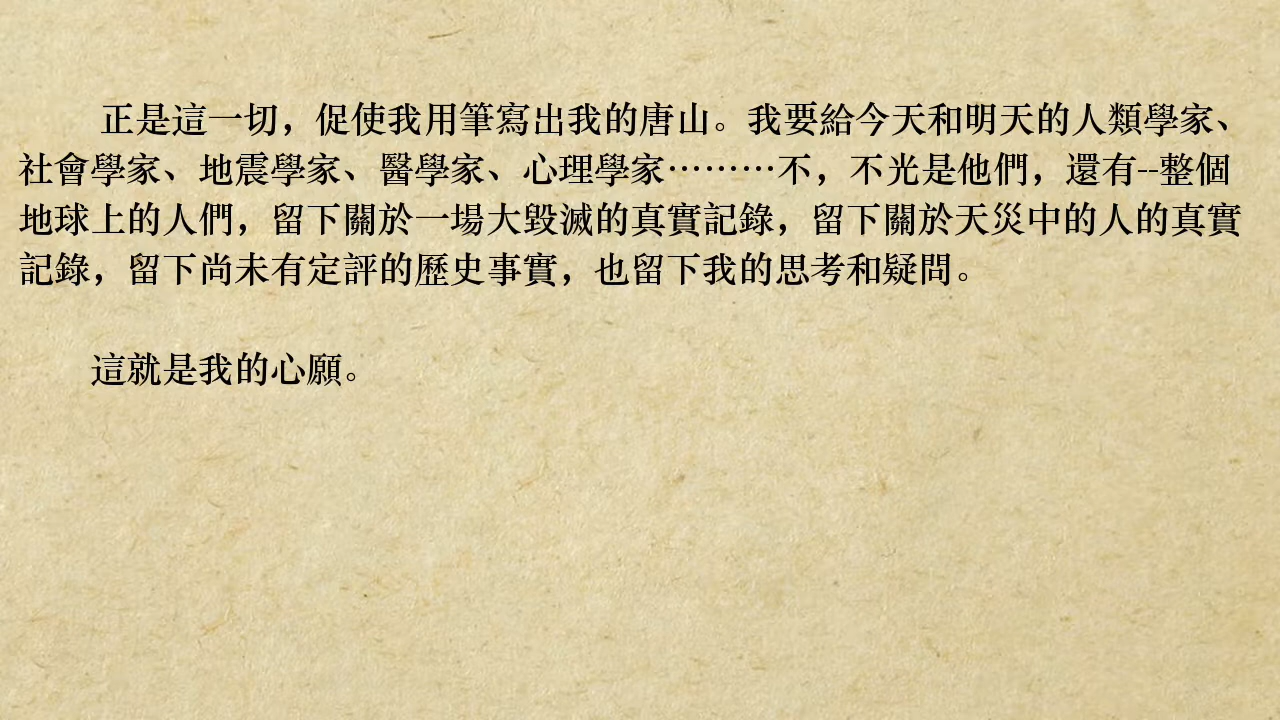 正是這一切，促使我用筆寫出我的唐山。我要給今天和明天的人類學家、
社會學家、地震學家、醫學家、心理學家………不，不光是他們，還有--整個
地球上的人們，留下關於一場大毀滅的真實記錄，留下關於天災中的人的真實
記錄，留下尚未有定評的歷史事實，也留下我的思考和疑問。
這就是我的心願。